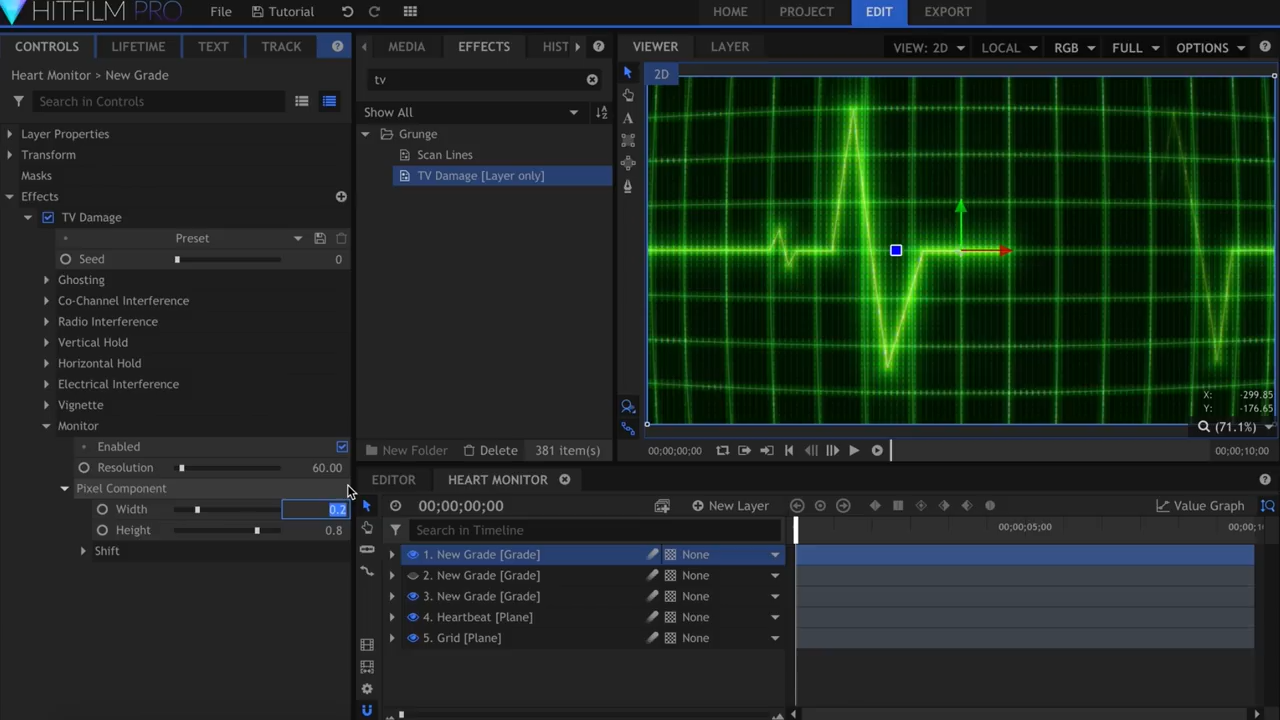 HITFILM PRO File Tutorial HOME PROJECT EDIT EXPORT
CONTROLS LIFETIME TEXT TRACK ?
Heart Monitor > New Grade
Search in Controls
Layer Properties
Transform
Masks
Effects
TV Damage
Preset
Seed 0
Ghosting
Co-Channel Interference
Radio Interference
Vertical Hold
Horizontal Hold
Electrical Interference
Vignette
Monitor
Enabled
Resolution 60.00
Pixel Component
Width 0.2
Height 0.8
Shift
MEDIA EFFECTS HIST ?
tv
Show All
Grunge
Scan Lines
TV Damage [Layer only]
New Folder Delete 381 item(s)
VIEWER LAYER VIEW: 2D LOCAL RGB FULL OPTIONS ?
2D
X: -299.85
Y: -176.65
(71.1%)
00;00;00;00 00;00;10;00
EDITOR HEART MONITOR ?
00;00;00;00 New Layer Value Graph
Search in Timeline 00;00;05;00 00;00;10
1. New Grade [Grade] None
2. New Grade [Grade] None
3. New Grade [Grade] None
4. Heartbeat [Plane] None
5. Grid [Plane] None